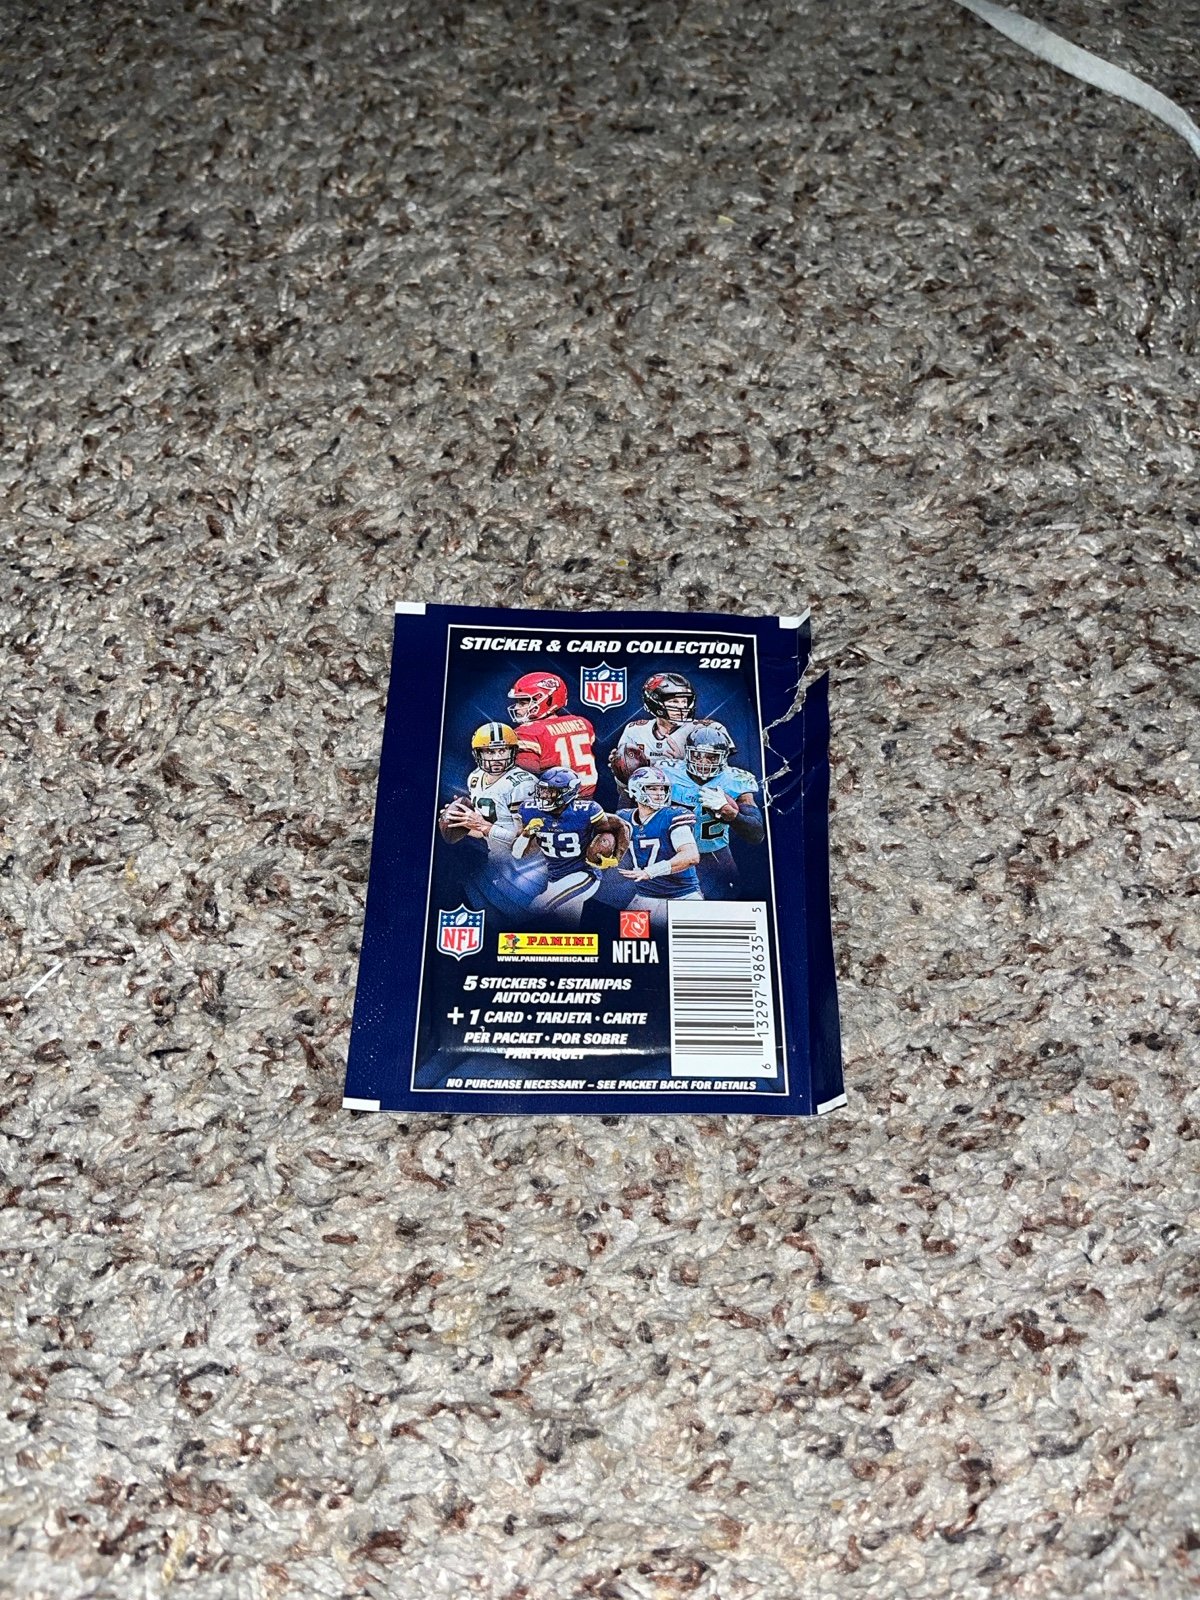 STICKER & CARD COLLECTION
2021
NFL
MAHOMES
15
12
33
33
17
NFL
PANINI
WWW.PANINIAMERICA.NET
NFLPA
5 STICKERS • ESTAMPAS
AUTOCOLLANTS
+ 1 CARD • TARJETA • CARTE
PER PACKET • POR SOBRE
PAR PAQUET
NO PURCHASE NECESSARY – SEE PACKET BACK FOR DETAILS
6 13297 98635 5